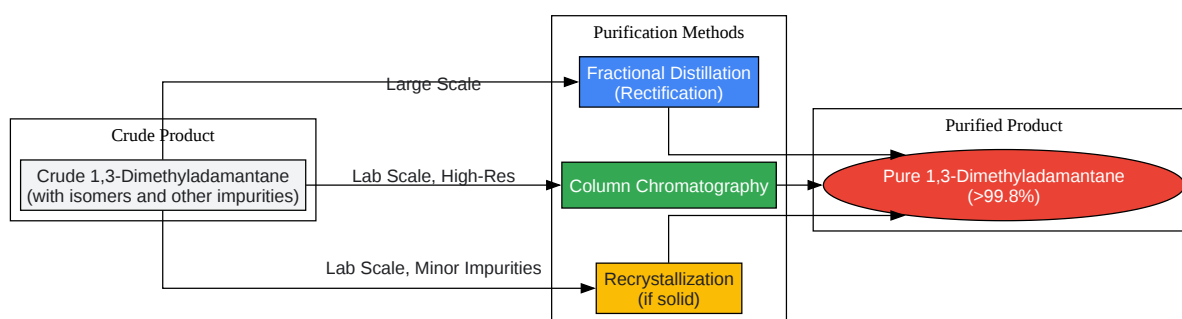 Purification Methods
Fractional Distillation
(Rectification)
Large Scale
Crude Product
Purified Product
Crude 1,3-Dimethyladamantane
(with isomers and other impurities)
Lab Scale, High-Res
Column Chromatography
Pure 1,3-Dimethyladamantane
(>99.8%)
Lab Scale, Minor Impurities
Recrystallization
(if solid)